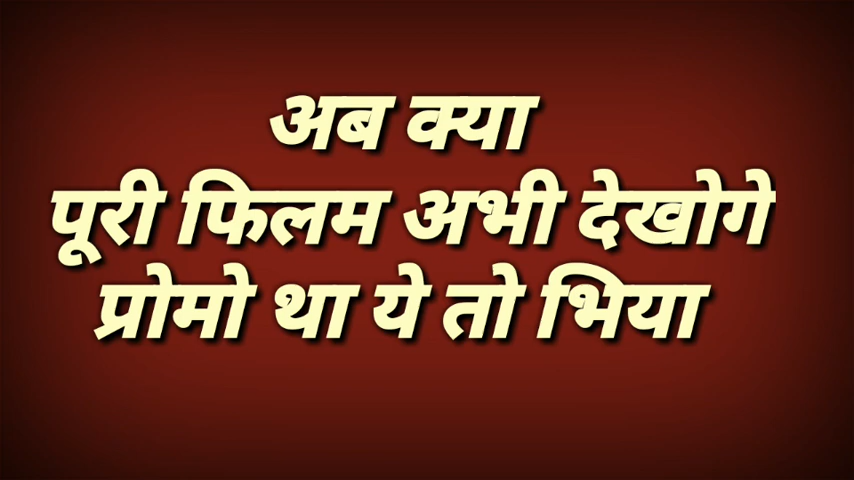 अब क्या
पूरी फिलम अभी देखोगे
प्रोमो था ये तो भिया